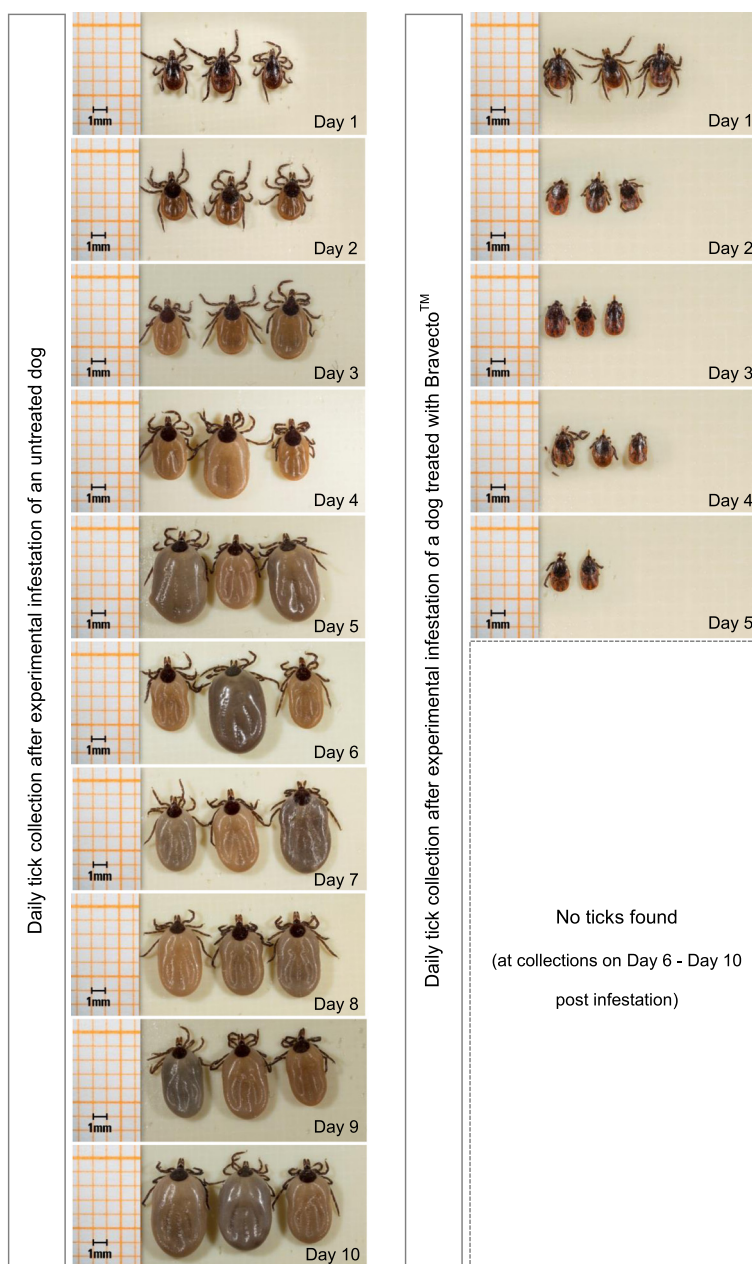 Daily tick collection after experimental infestation of an untreated dog
1mm
Day 1
1mm
Day 2
1mm
Day 3
1mm
Day 4
1mm
Day 5
1mm
Day 6
1mm
Day 7
1mm
Day 8
1mm
Day 9
1mm
Day 10
Daily tick collection after experimental infestation of a dog treated with Bravecto™
1mm
Day 1
1mm
Day 2
1mm
Day 3
1mm
Day 4
1mm
Day 5
No ticks found
(at collections on Day 6 - Day 10
post infestation)